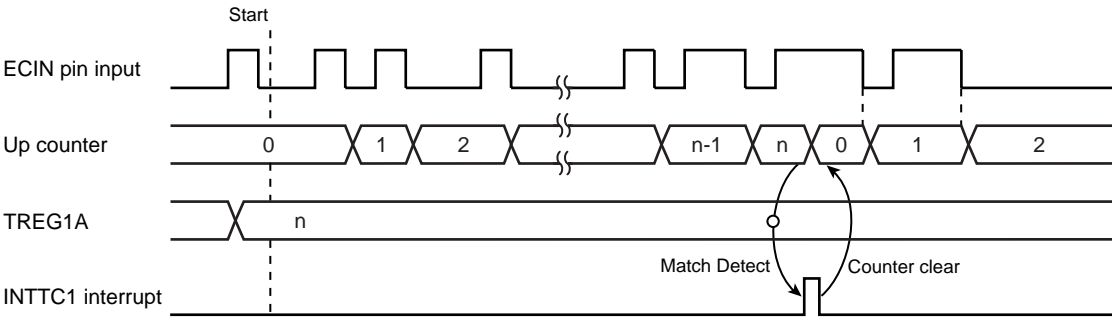 Start
ECIN pin input
Up counter 0 1 2 n-1 n 0 1 2
TREG1A n
Match Detect Counter clear
INTTC1 interrupt